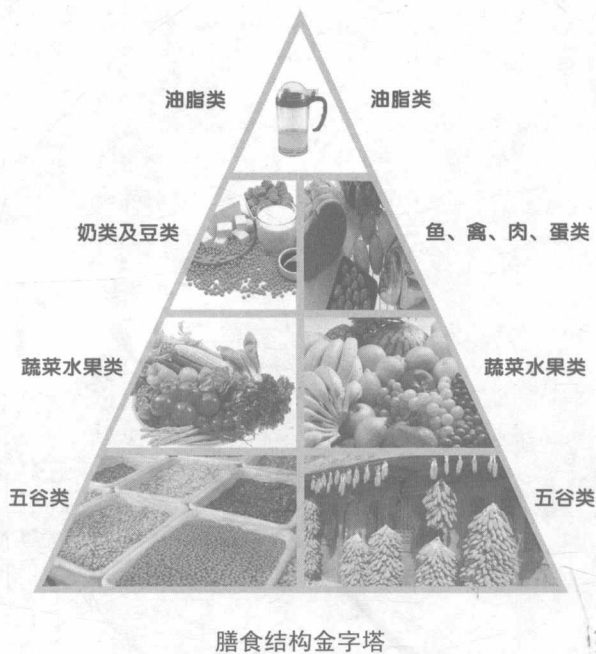 油脂类 油脂类
奶类及豆类 鱼、禽、肉、蛋类
蔬菜水果类 蔬菜水果类
五谷类 五谷类
膳食结构金字塔